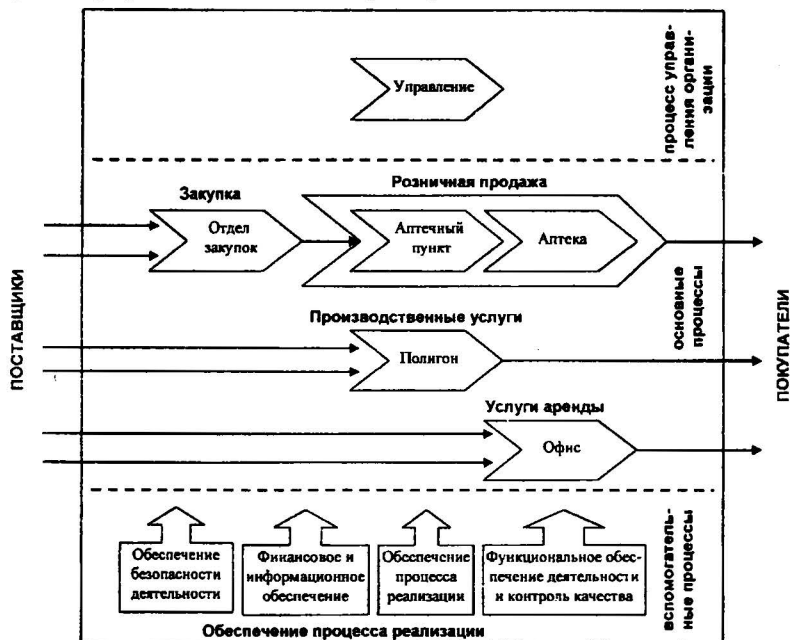 Управление
процесс управ-
ления органи-
зации
Закупка
Розничная продажа
Отдел
закупок
Аптечный
пункт
Аптека
ПОСТАВЩИКИ
основные
процессы
ПОКУПАТЕЛИ
Производственные услуги
Полигон
Услуги аренды
Офис
Обеспечение
безопасности
деятельности
Финансовое и
информационное
обеспечение
Обеспечение
процесса
реализации
Функциональное обес-
печение деятельности
и контроль качества
вспомогатель-
ные процессы
Обеспечение процесса реализации